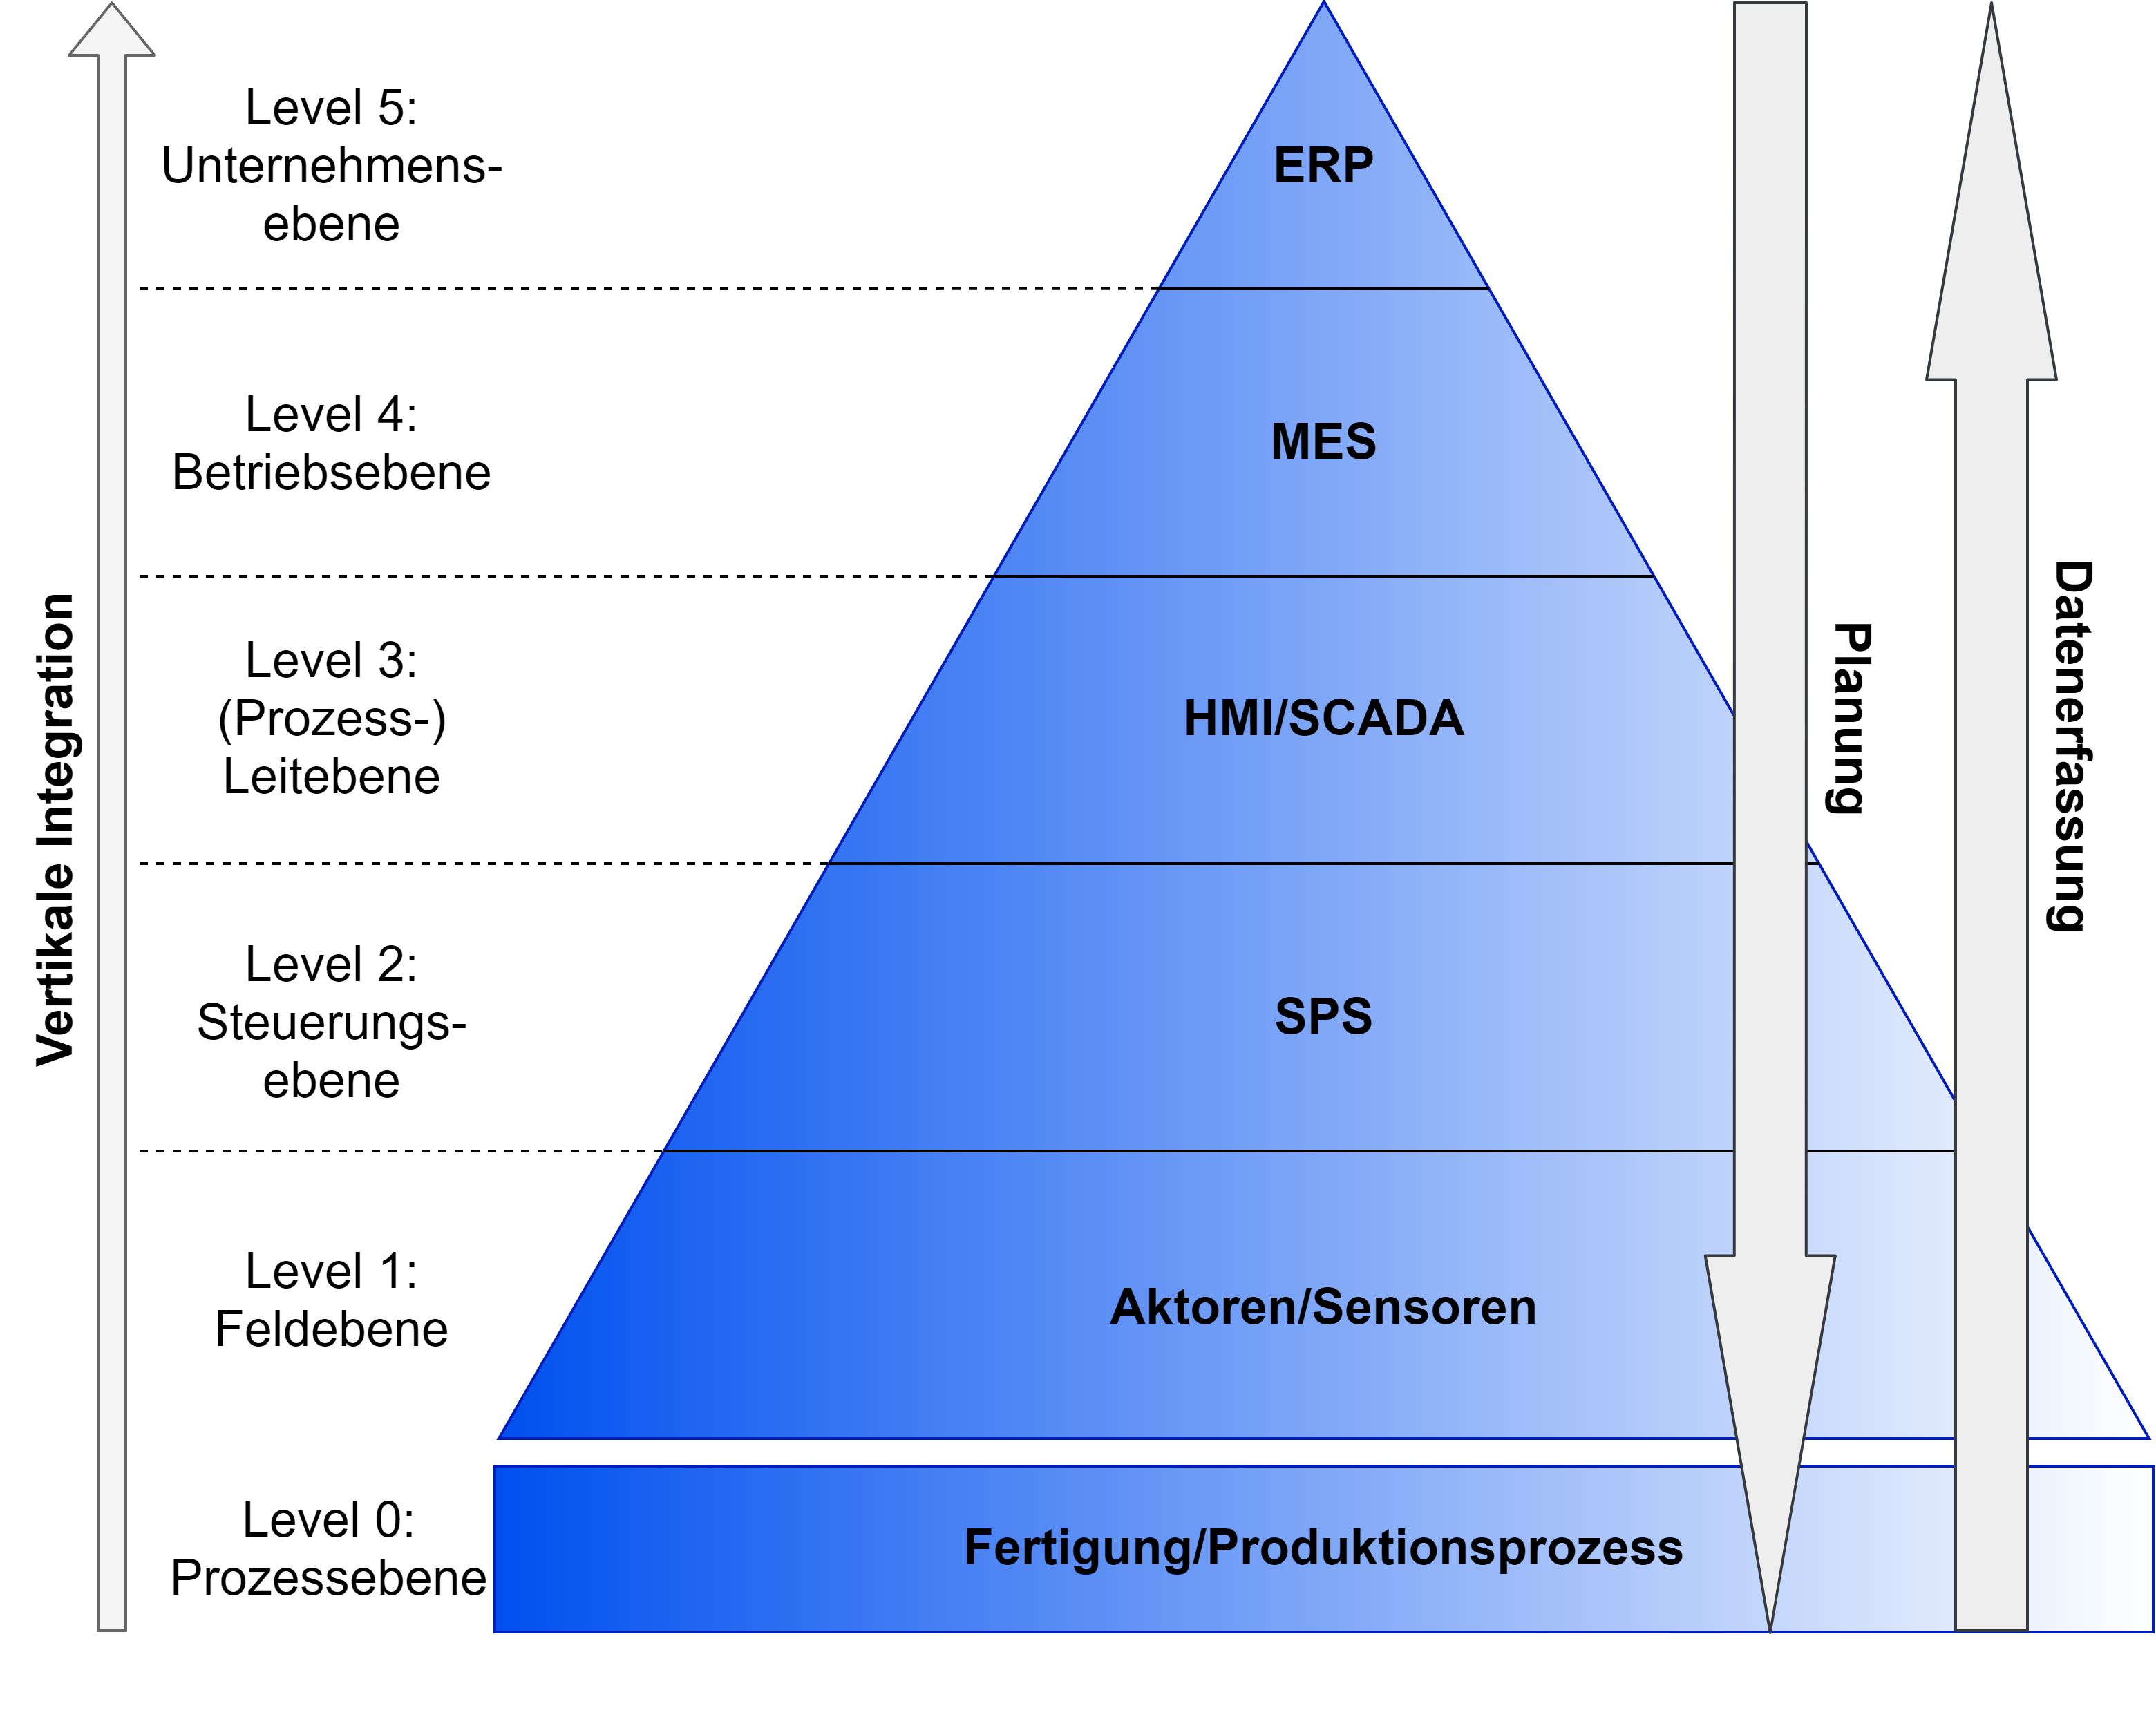 Level 5:
Unternehmens-
ebene
ERP
Level 4:
Betriebsebene
MES
Level 3:
(Prozess-)
Leitebene
HMI/SCADA
Level 2:
Steuerungs-
ebene
SPS
Level 1:
Feldebene
Aktoren/Sensoren
Level 0:
Prozessebene
Fertigung/Produktionsprozess
Vertikale Integration
Planung
Datenerfassung